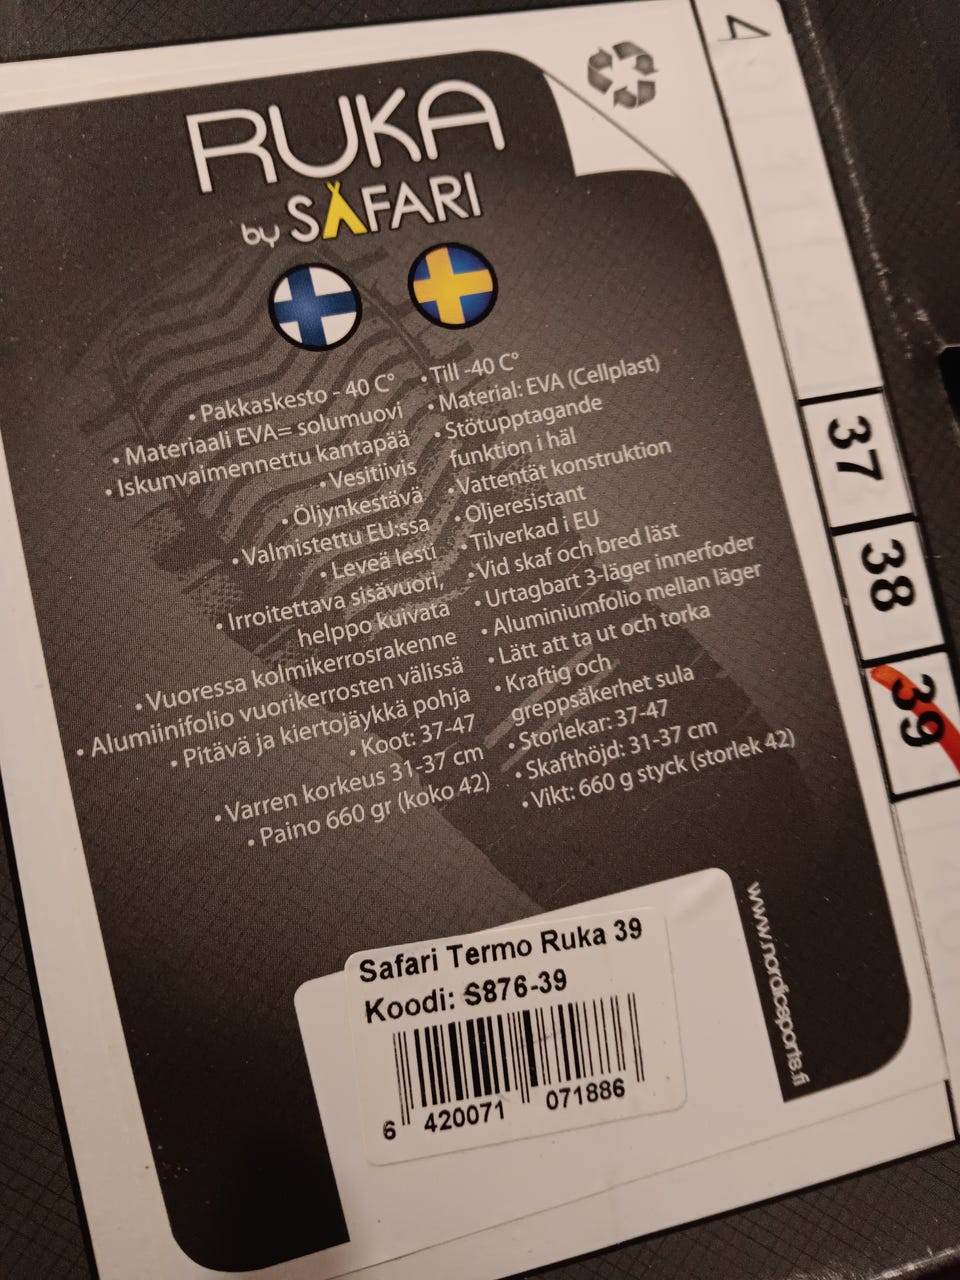 RUKA
by SAFARI
• Pakkaskesto - 40 C°
• Materiaali EVA= solumuovi
• Iskunvaimennettu kantapää
• Vesitiivis
• Öljynkestävä
• Valmistettu EU:ssa
• Leveä lesti
• Irroitettava sisävuori,
helppo kuivata
• Vuoressa kolmikerrosrakenne
• Alumiinifolio vuorikerrosten välissä
• Pitävä ja kiertojäykkä pohja
• Koot: 37-47
• Varren korkeus 31-37 cm
• Paino 660 gr (koko 42)
• Till -40 C°
• Material: EVA (Cellplast)
• Stötupptagande
funktion i häl
• Vattentät konstruktion
• Oljeresistant
• Tilverkad i EU
• Vid skaf och bred läst
• Urtagbart 3-läger innerfoder
• Aluminiumfolio mellan läger
• Lätt att ta ut och torka
• Kraftig och
greppsäkerhet sula
• Storlekar: 37-47
• Skafthöjd: 31-37 cm
• Vikt: 660 g styck (storlek 42)
www.nordicsports.fi
Safari Termo Ruka 39
Koodi: S876-39
6 420071 071886
37
38
39